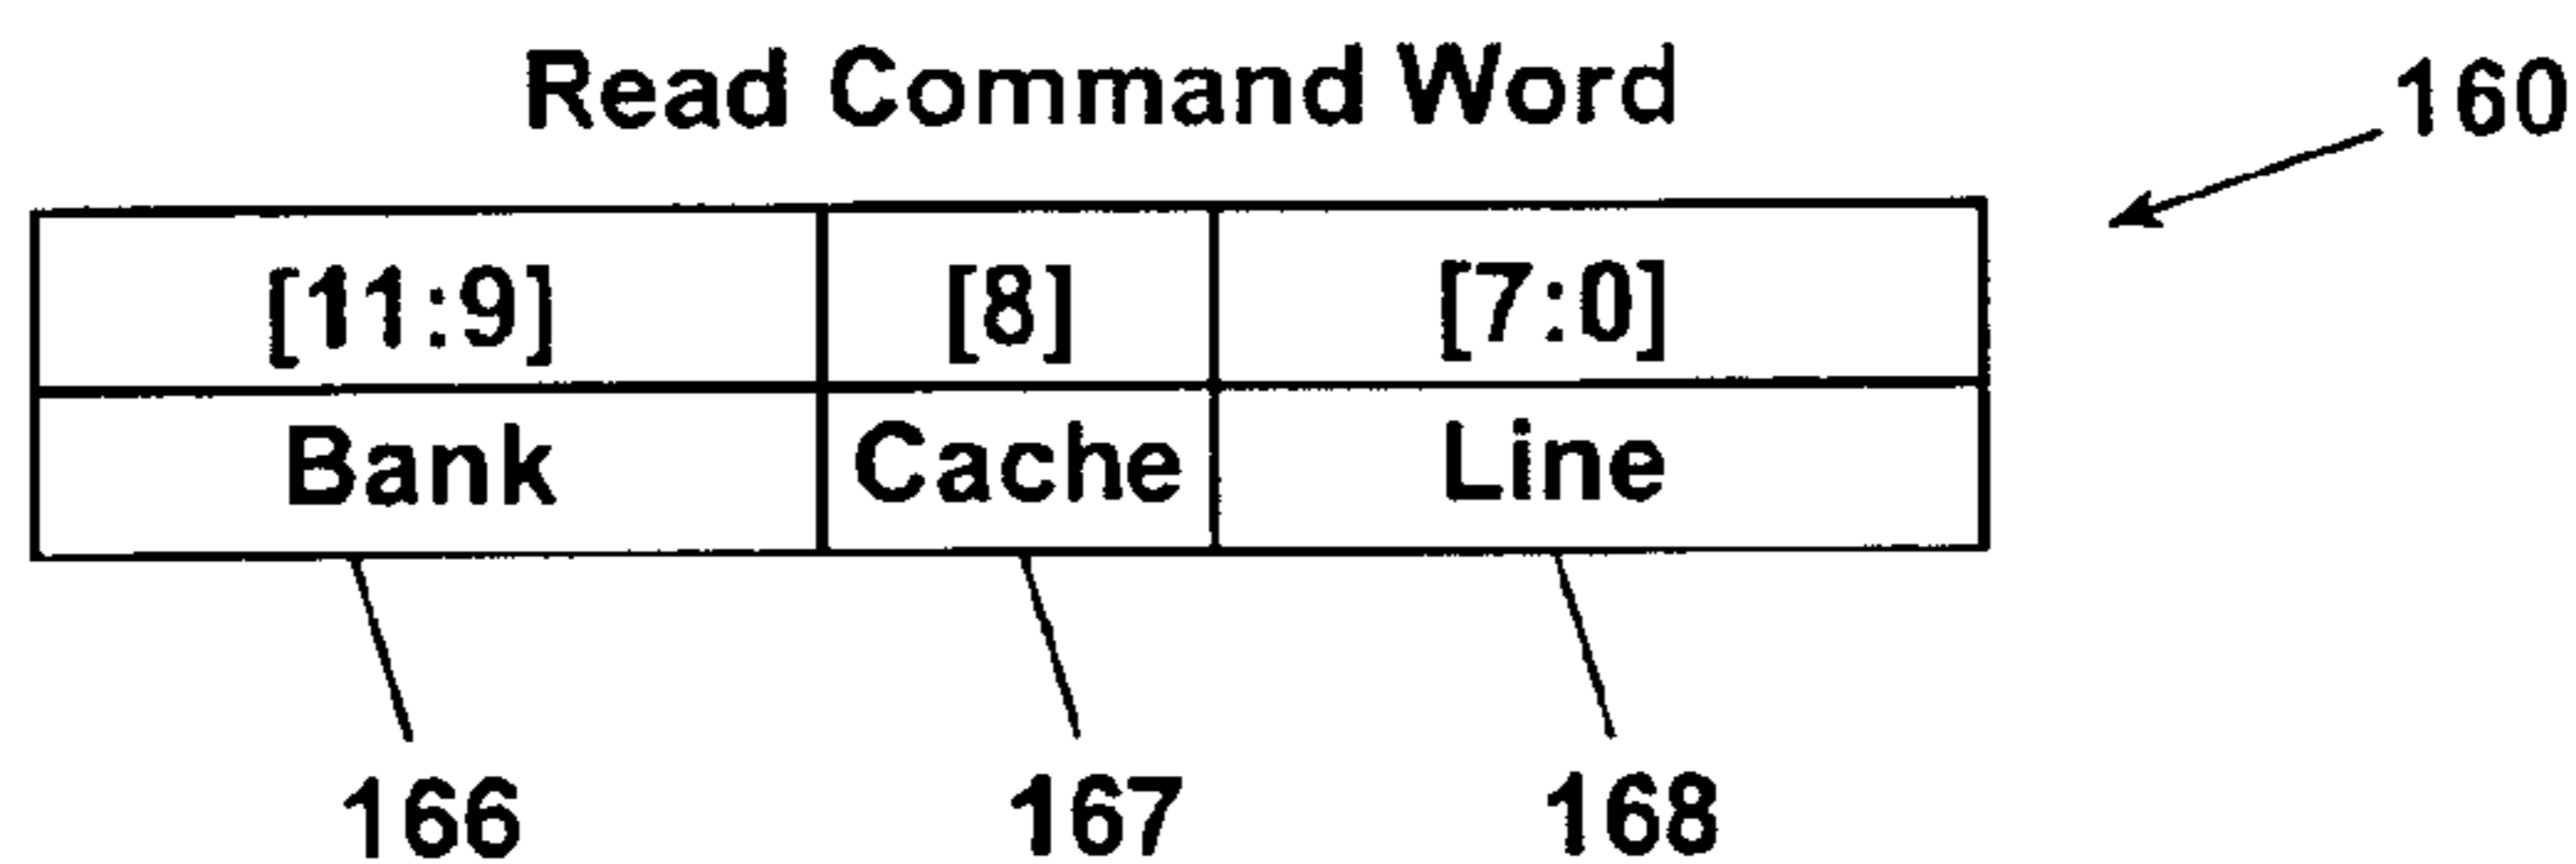 Read Command Word
160
[11:9] [8] [7:0]
Bank Cache Line
166 167 168